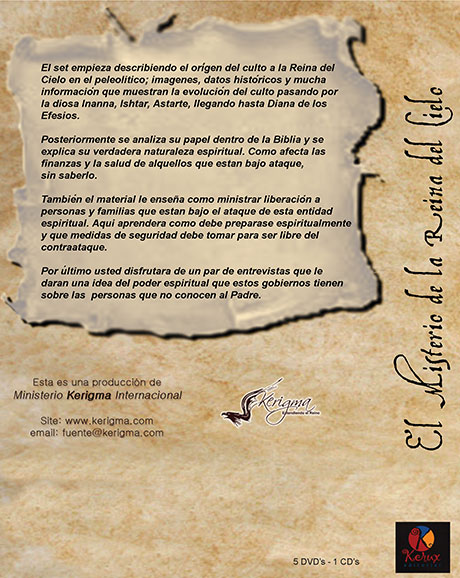 El set empieza describiendo el orígen del culto a la Reina del
Cielo en el peleolitico; imagenes, datos históricos y mucha
información que muestran la evolución del culto pasando por
la diosa Inanna, Ishtar, Astarte, llegando hasta Diana de los
Efesios.
Posteriormente se analiza su papel dentro de la Biblia y se
explica su verdadera naturaleza espiritual. Como afecta las
finanzas y la salud de alquellos que estan bajo ataque,
sin saberlo.
También el material le enseña como ministrar liberación a
personas y familias que estan bajo el ataque de esta entidad
espiritual. Aqui aprendera como debe preparase espiritualmente
y que medidas de seguridad debe tomar para ser libre del
contraataque.
Por último usted disfrutara de un par de entrevistas que le
daran una idea del poder espiritual que estos gobiernos tienen
sobre las personas que no conocen al Padre.
El Misterio de la Reina del Cielo
Esta es una producción de
Ministerio Kerigma Internacional
Site: www.kerigma.com
email: fuente@kerigma.com
Kerigma
5 DVD's - 1 CD's
Kerux
editorial